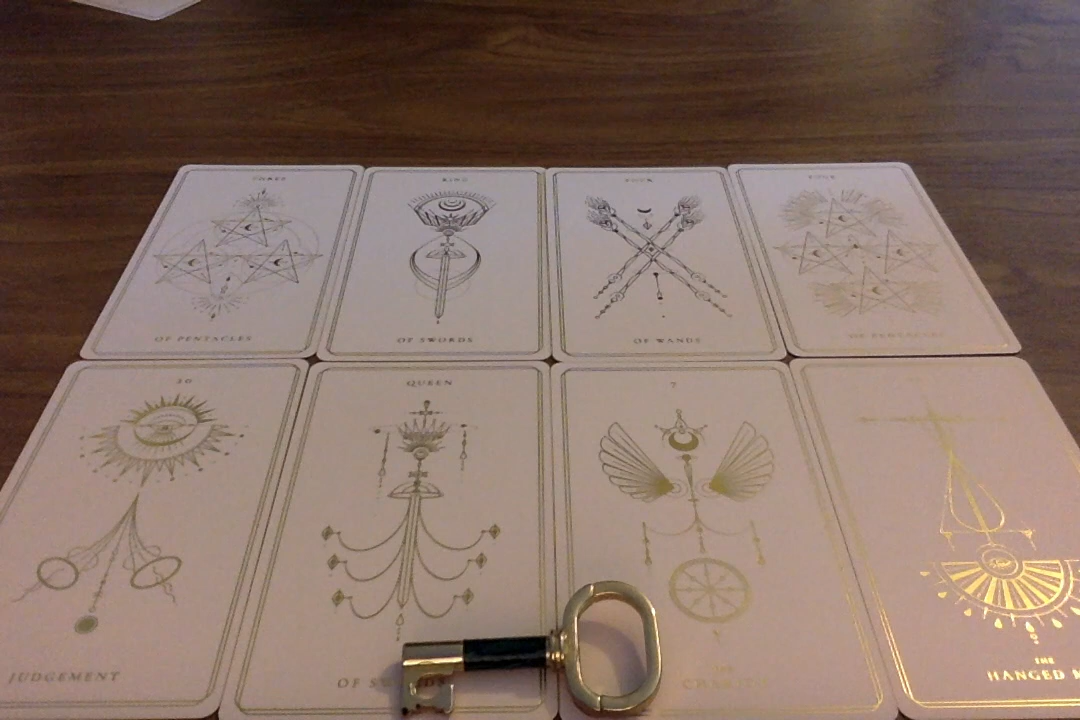 THREE
KING
FOUR
FOUR
OF PENTACLES
OF SWORDS
OF WANDS
OF PENTACLES
20
QUEEN
7
JUDGEMENT
THE
CHARIOT
THE
HANGED